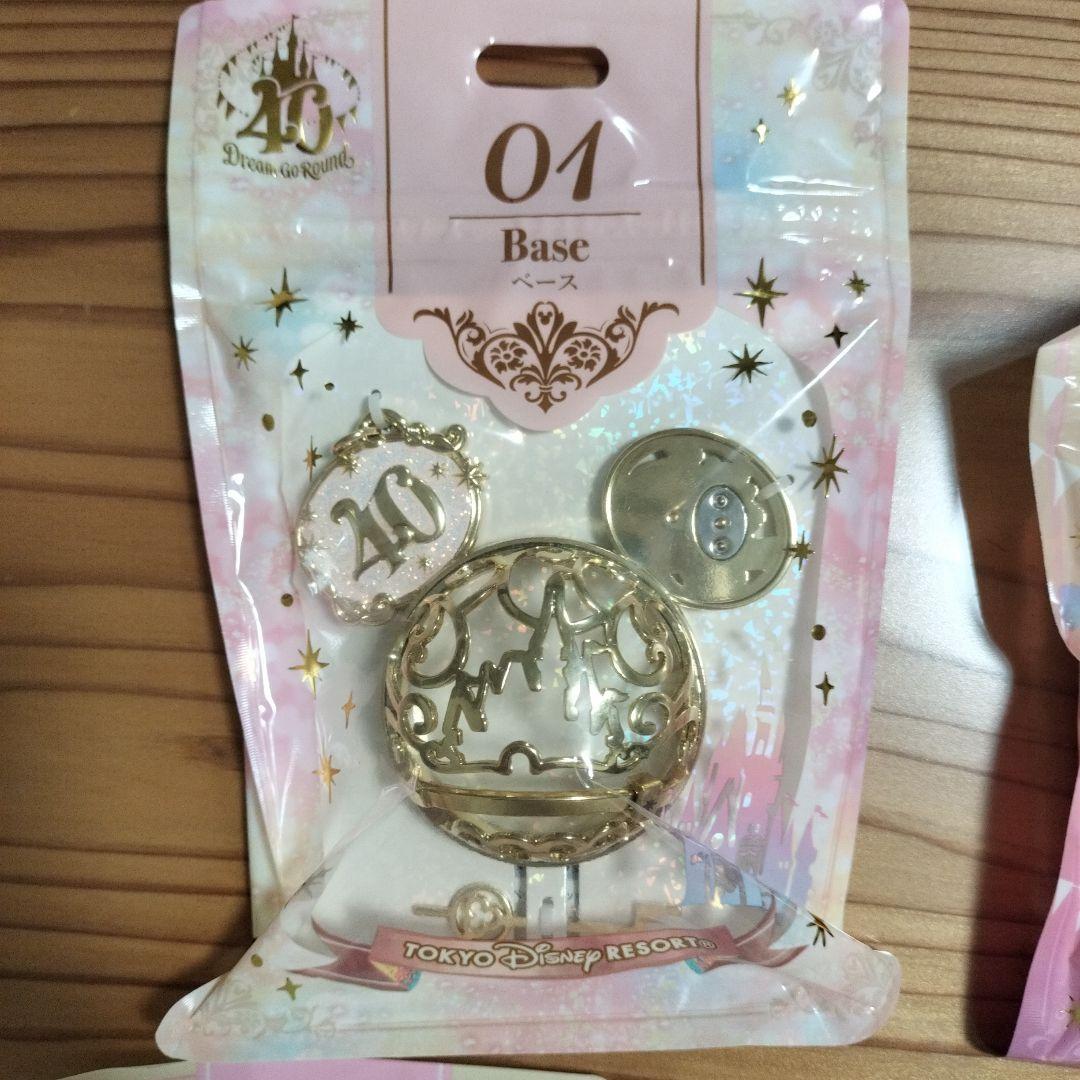 40
Dream Go Round
01
Base
ベース
40
TOKYO Disney RESORT®